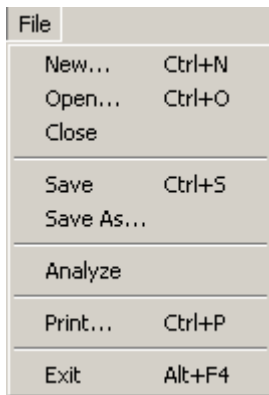 File
New... Ctrl+N
Open... Ctrl+O
Close
Save Ctrl+S
Save As...
Analyze
Print... Ctrl+P
Exit Alt+F4